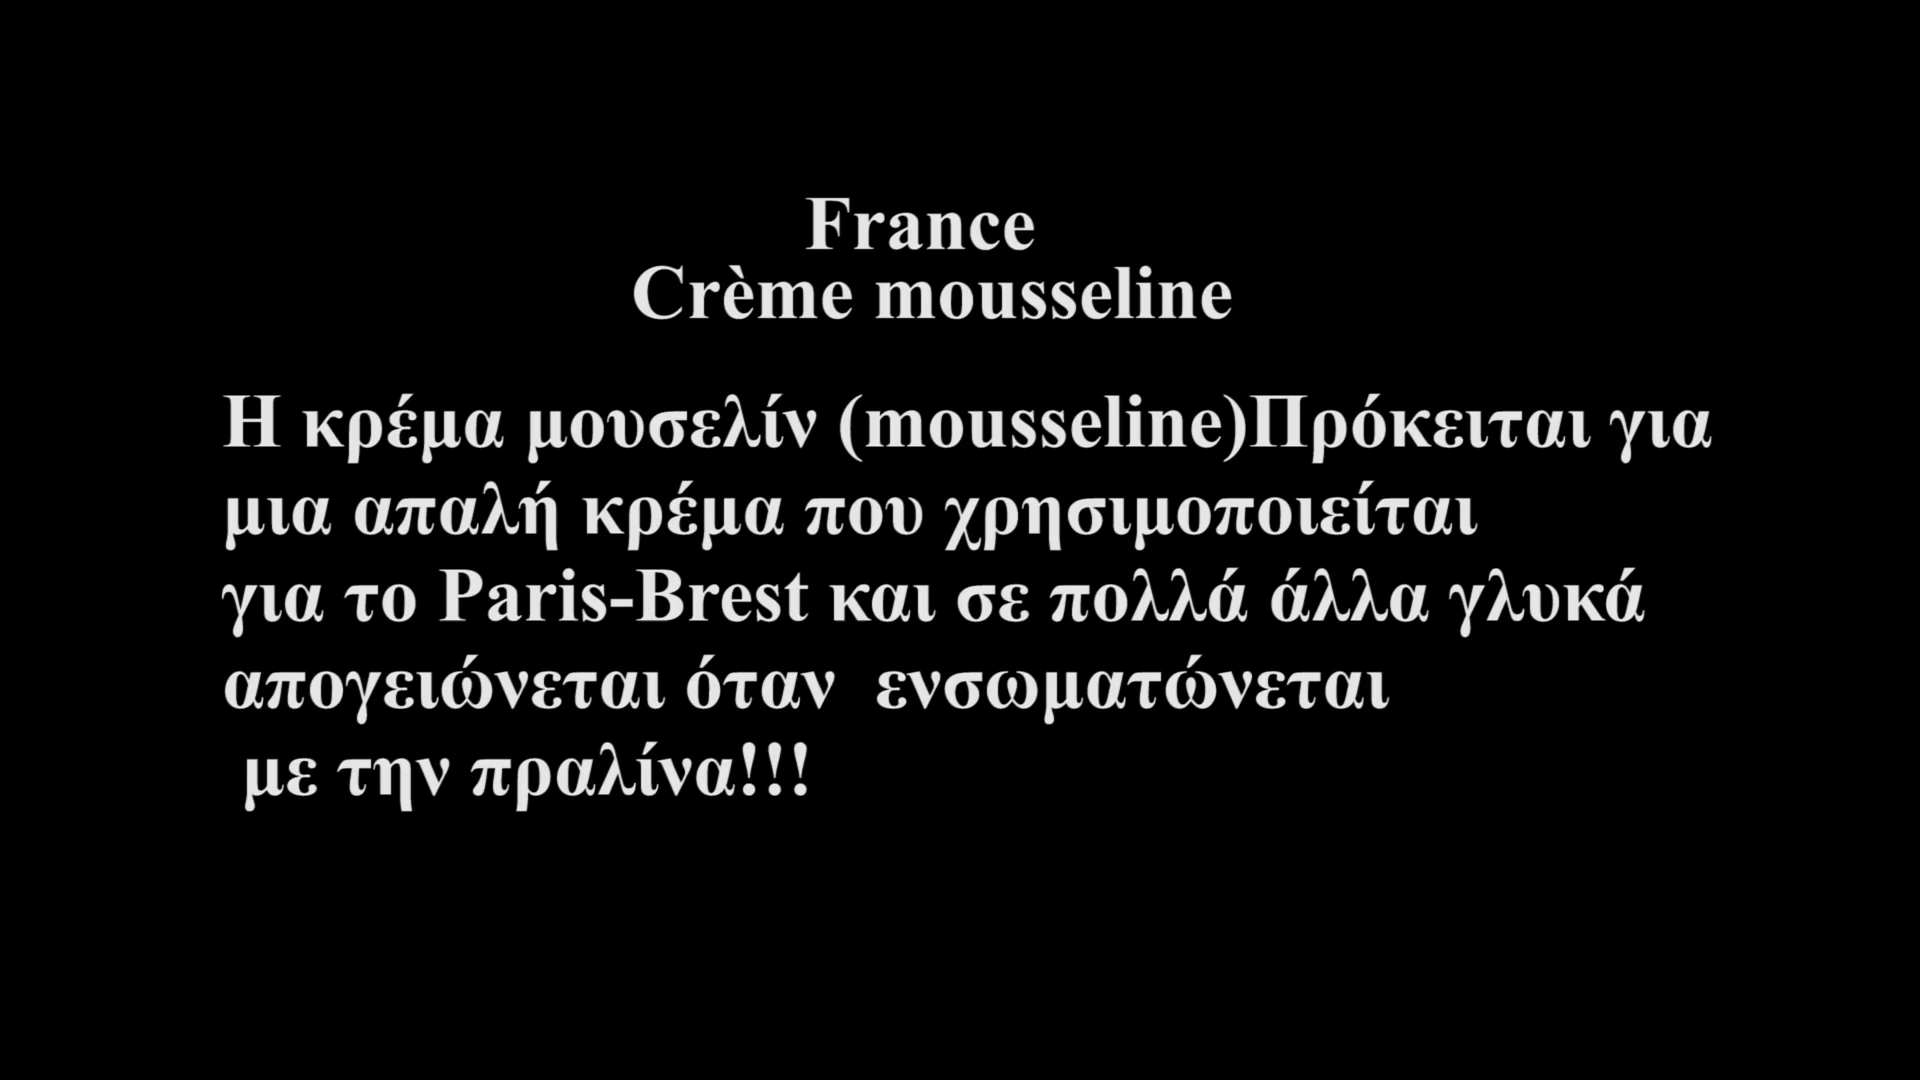 France
Crème mousseline
Η κρέμα μουσελίν (mousseline)Πρόκειται για
μια απαλή κρέμα που χρησιμοποιείται
για το Paris-Brest και σε πολλά άλλα γλυκά
απογειώνεται όταν  ενσωματώνεται
με την πραλίνα!!!